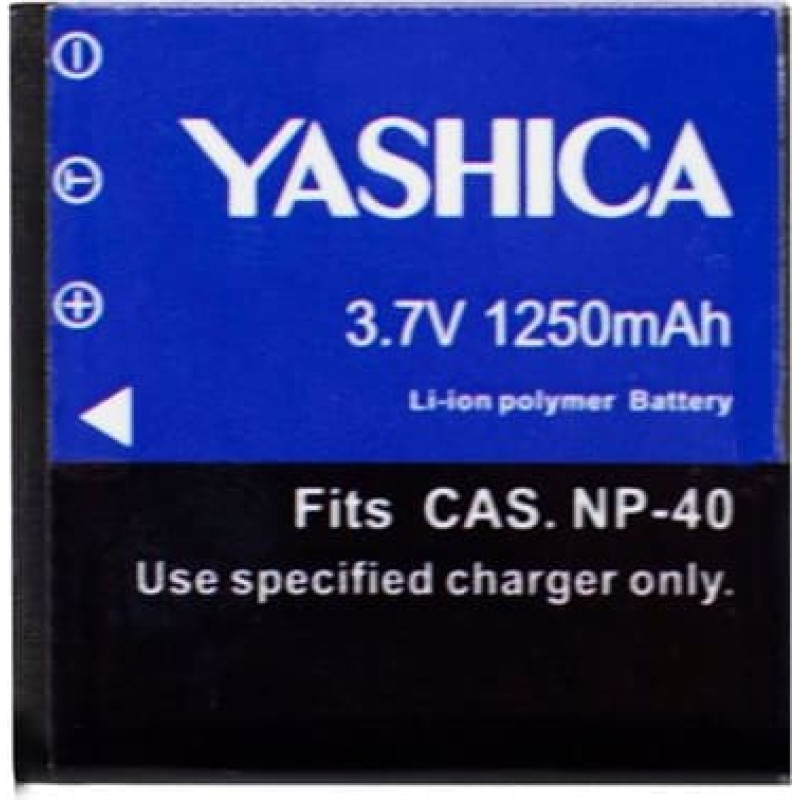 YASHICA
T
3.7V 1250mAh
Li-ion polymer Battery
Fits CAS. NP-40
Use specified charger only.